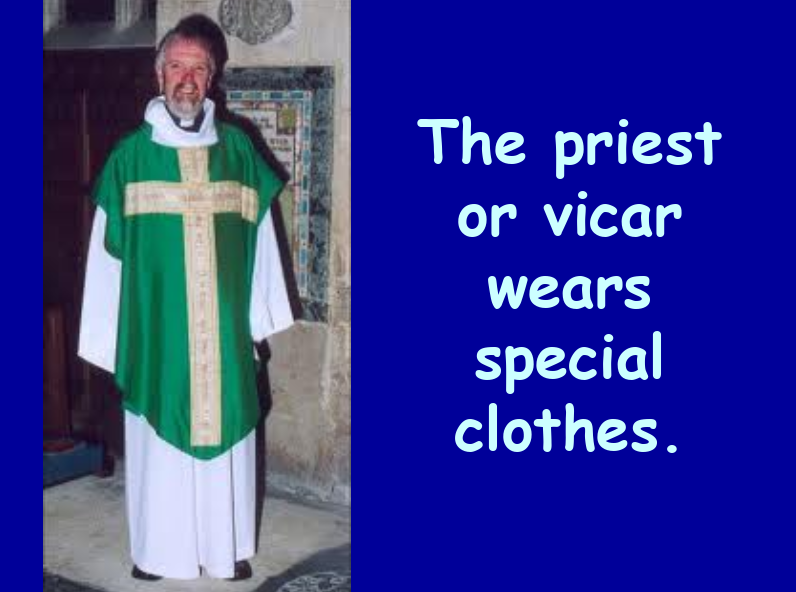 The priest
or vicar
wears
special
clothes.